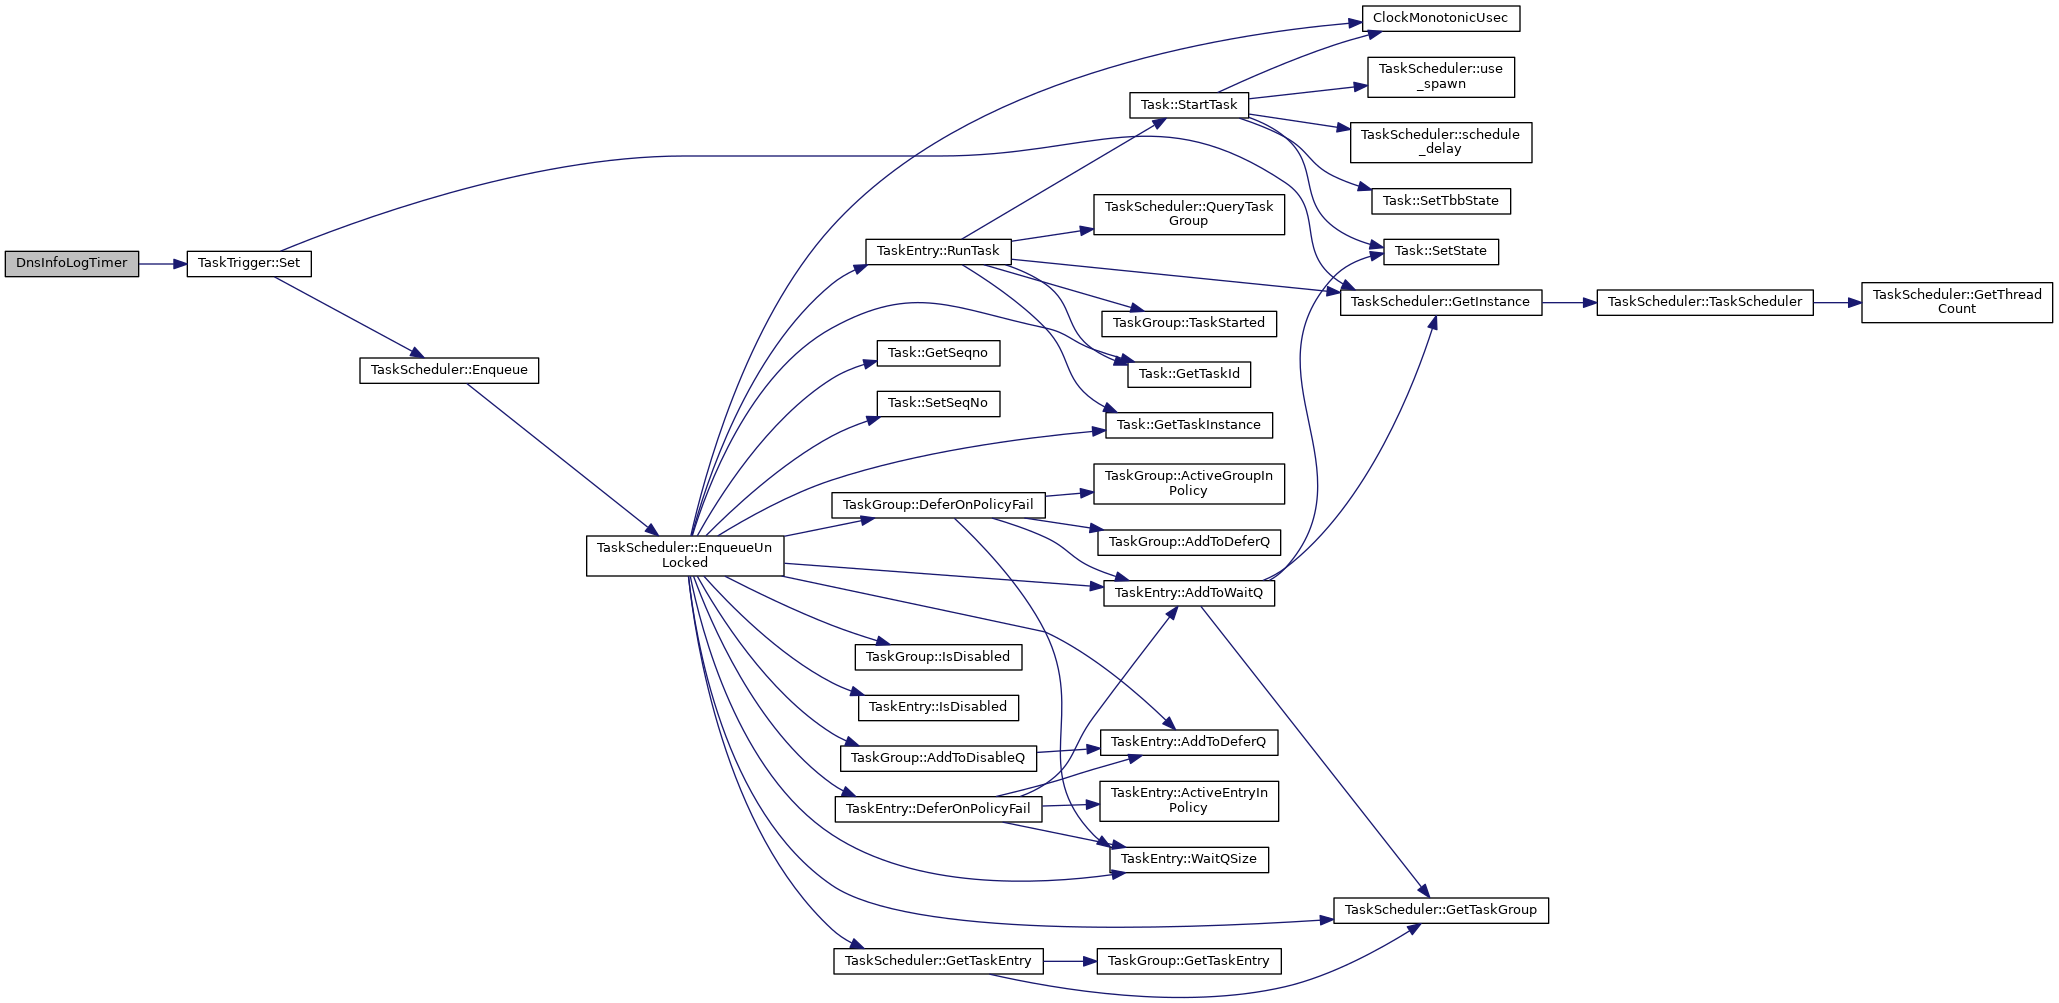 DnsInfoLogTimer
TaskTrigger::Set
TaskScheduler::Enqueue
TaskScheduler::EnqueueUn
Locked
TaskEntry::RunTask
Task::GetSeqno
Task::SetSeqNo
TaskGroup::DeferOnPolicyFail
TaskGroup::IsDisabled
TaskEntry::IsDisabled
TaskGroup::AddToDisableQ
TaskEntry::DeferOnPolicyFail
TaskScheduler::GetTaskEntry
Task::StartTask
TaskScheduler::QueryTask
Group
TaskGroup::TaskStarted
Task::GetTaskId
Task::GetTaskInstance
TaskGroup::ActiveGroupIn
Policy
TaskGroup::AddToDeferQ
TaskEntry::AddToWaitQ
TaskEntry::AddToDeferQ
TaskEntry::ActiveEntryIn
Policy
TaskEntry::WaitQSize
TaskGroup::GetTaskEntry
ClockMonotonicUsec
TaskScheduler::use
_spawn
TaskScheduler::schedule
_delay
Task::SetTbbState
Task::SetState
TaskScheduler::GetInstance
TaskScheduler::GetTaskGroup
TaskScheduler::TaskScheduler
TaskScheduler::GetThread
Count